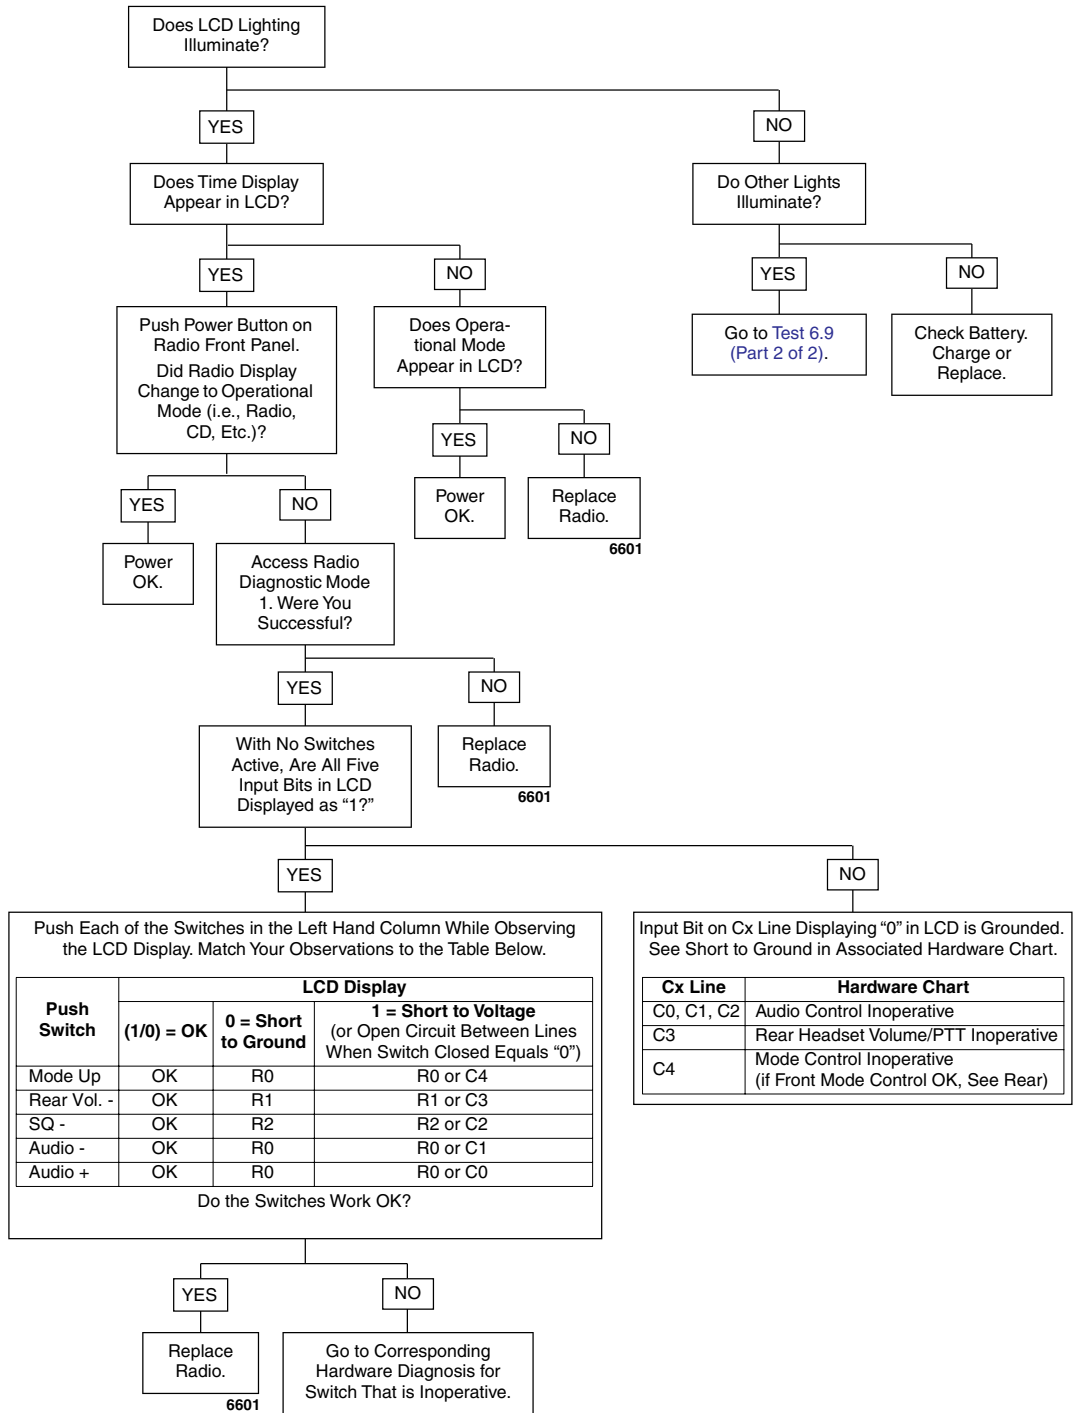 Does LCD Lighting
Illuminate?
YES
NO
Does Time Display
Appear in LCD?
Do Other Lights
Illuminate?
YES
NO
YES
NO
Push Power Button on
Radio Front Panel.
Did Radio Display
Change to Operational
Mode (i.e., Radio,
CD, Etc.)?
Does Opera-
tional Mode
Appear in LCD?
Go to Test 6.9
(Part 2 of 2).
Check Battery.
Charge or
Replace.
YES
NO
YES
NO
Power
OK.
Replace
Radio.
6601
Power
OK.
Access Radio
Diagnostic Mode
1. Were You
Successful?
YES
NO
With No Switches
Active, Are All Five
Input Bits in LCD
Displayed as “1?”
Replace
Radio.
6601
YES
NO
Push Each of the Switches in the Left Hand Column While Observing
the LCD Display. Match Your Observations to the Table Below.
Push
Switch
LCD Display
(1/0) = OK
0 = Short
to Ground
1 = Short to Voltage
(or Open Circuit Between Lines
When Switch Closed Equals “0”)
Mode Up OK R0 R0 or C4
Rear Vol. - OK R1 R1 or C3
SQ - OK R2 R2 or C2
Audio - OK R0 R0 or C1
Audio + OK R0 R0 or C0
Do the Switches Work OK?
Input Bit on Cx Line Displaying “0” in LCD is Grounded.
See Short to Ground in Associated Hardware Chart.
Cx Line Hardware Chart
C0, C1, C2 Audio Control Inoperative
C3 Rear Headset Volume/PTT Inoperative
C4 Mode Control Inoperative
(if Front Mode Control OK, See Rear)
YES
NO
Replace
Radio.
6601
Go to Corresponding
Hardware Diagnosis for
Switch That is Inoperative.